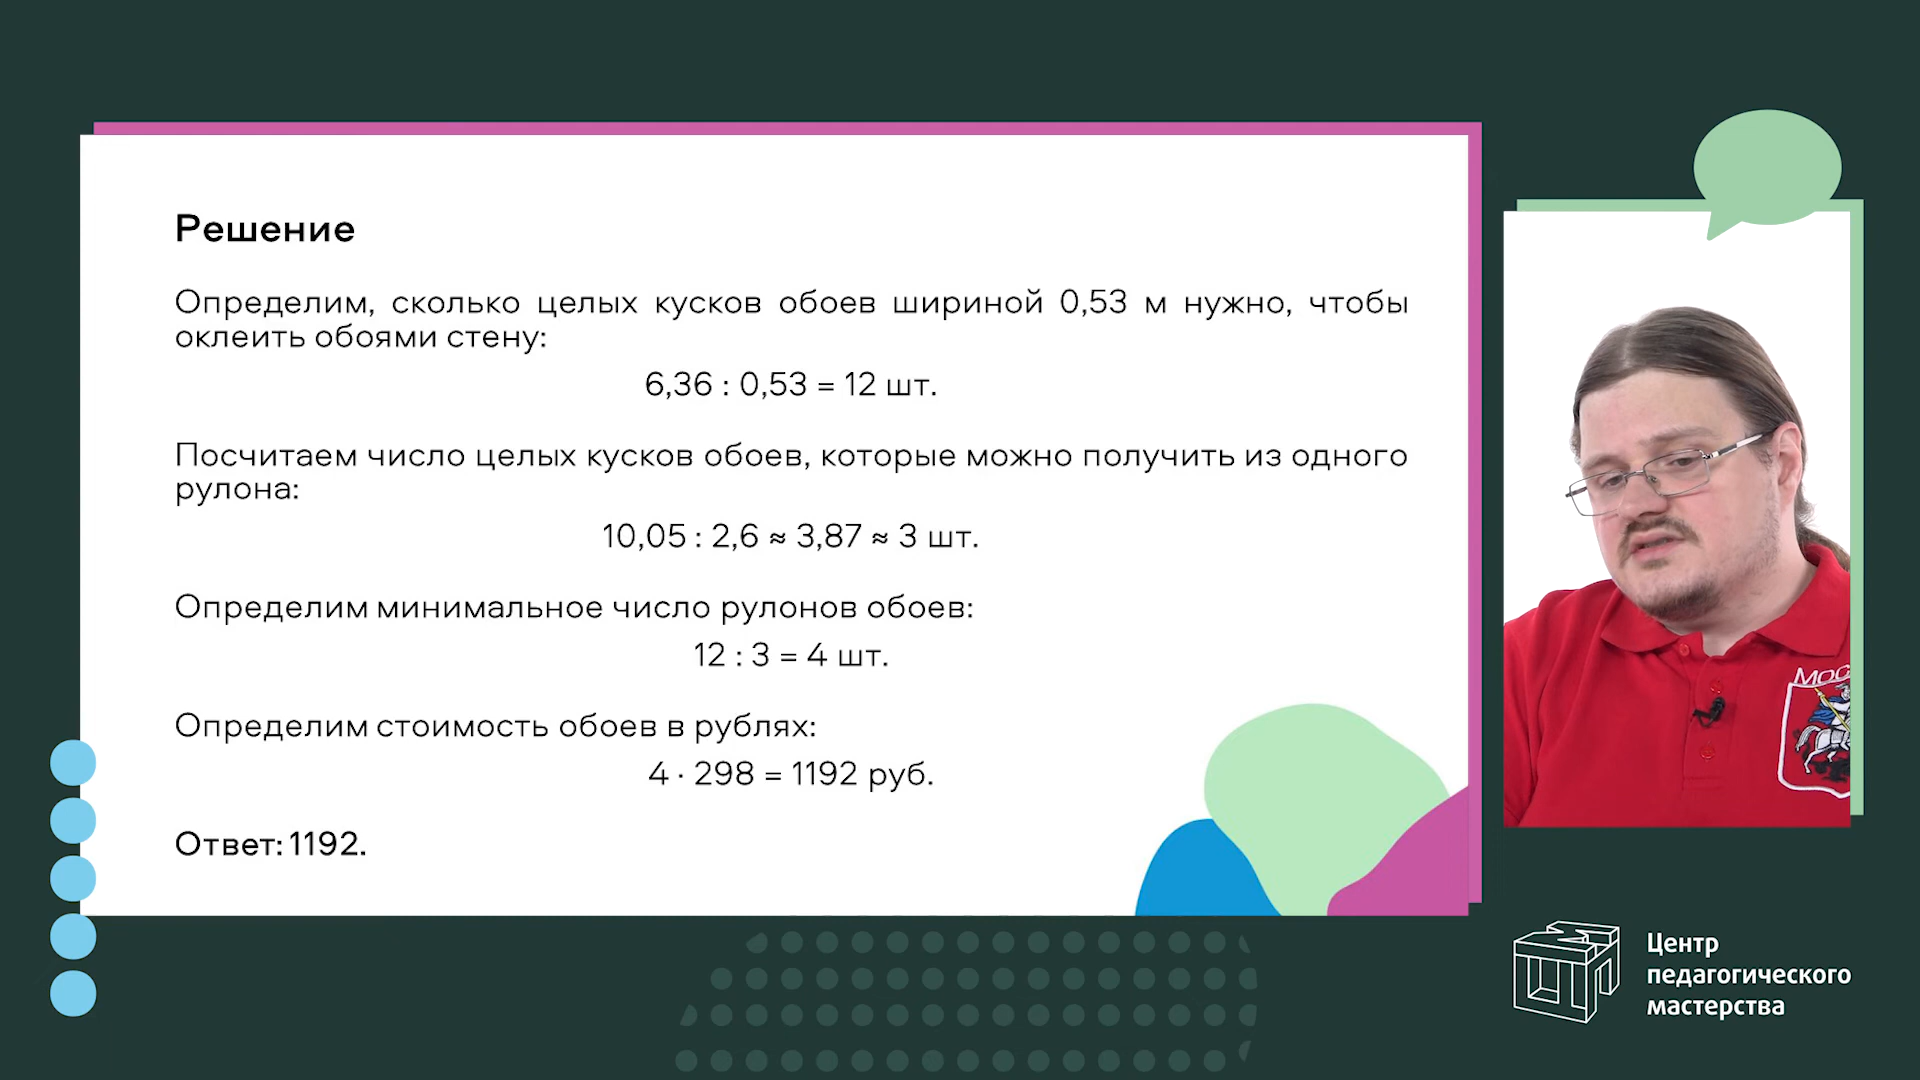 Решение
Определим, сколько целых кусков обоев шириной 0,53 м нужно, чтобы
оклеить обоями стену:
6,36 : 0,53 = 12 шт.
Посчитаем число целых кусков обоев, которые можно получить из одного
рулона:
10,05 : 2,6 ≈ 3,87 ≈ 3 шт.
Определим минимальное число рулонов обоев:
12 : 3 = 4 шт.
Определим стоимость обоев в рублях:
4 · 298 = 1192 руб.
Ответ: 1192.
МОС
Центр
педагогического
мастерства